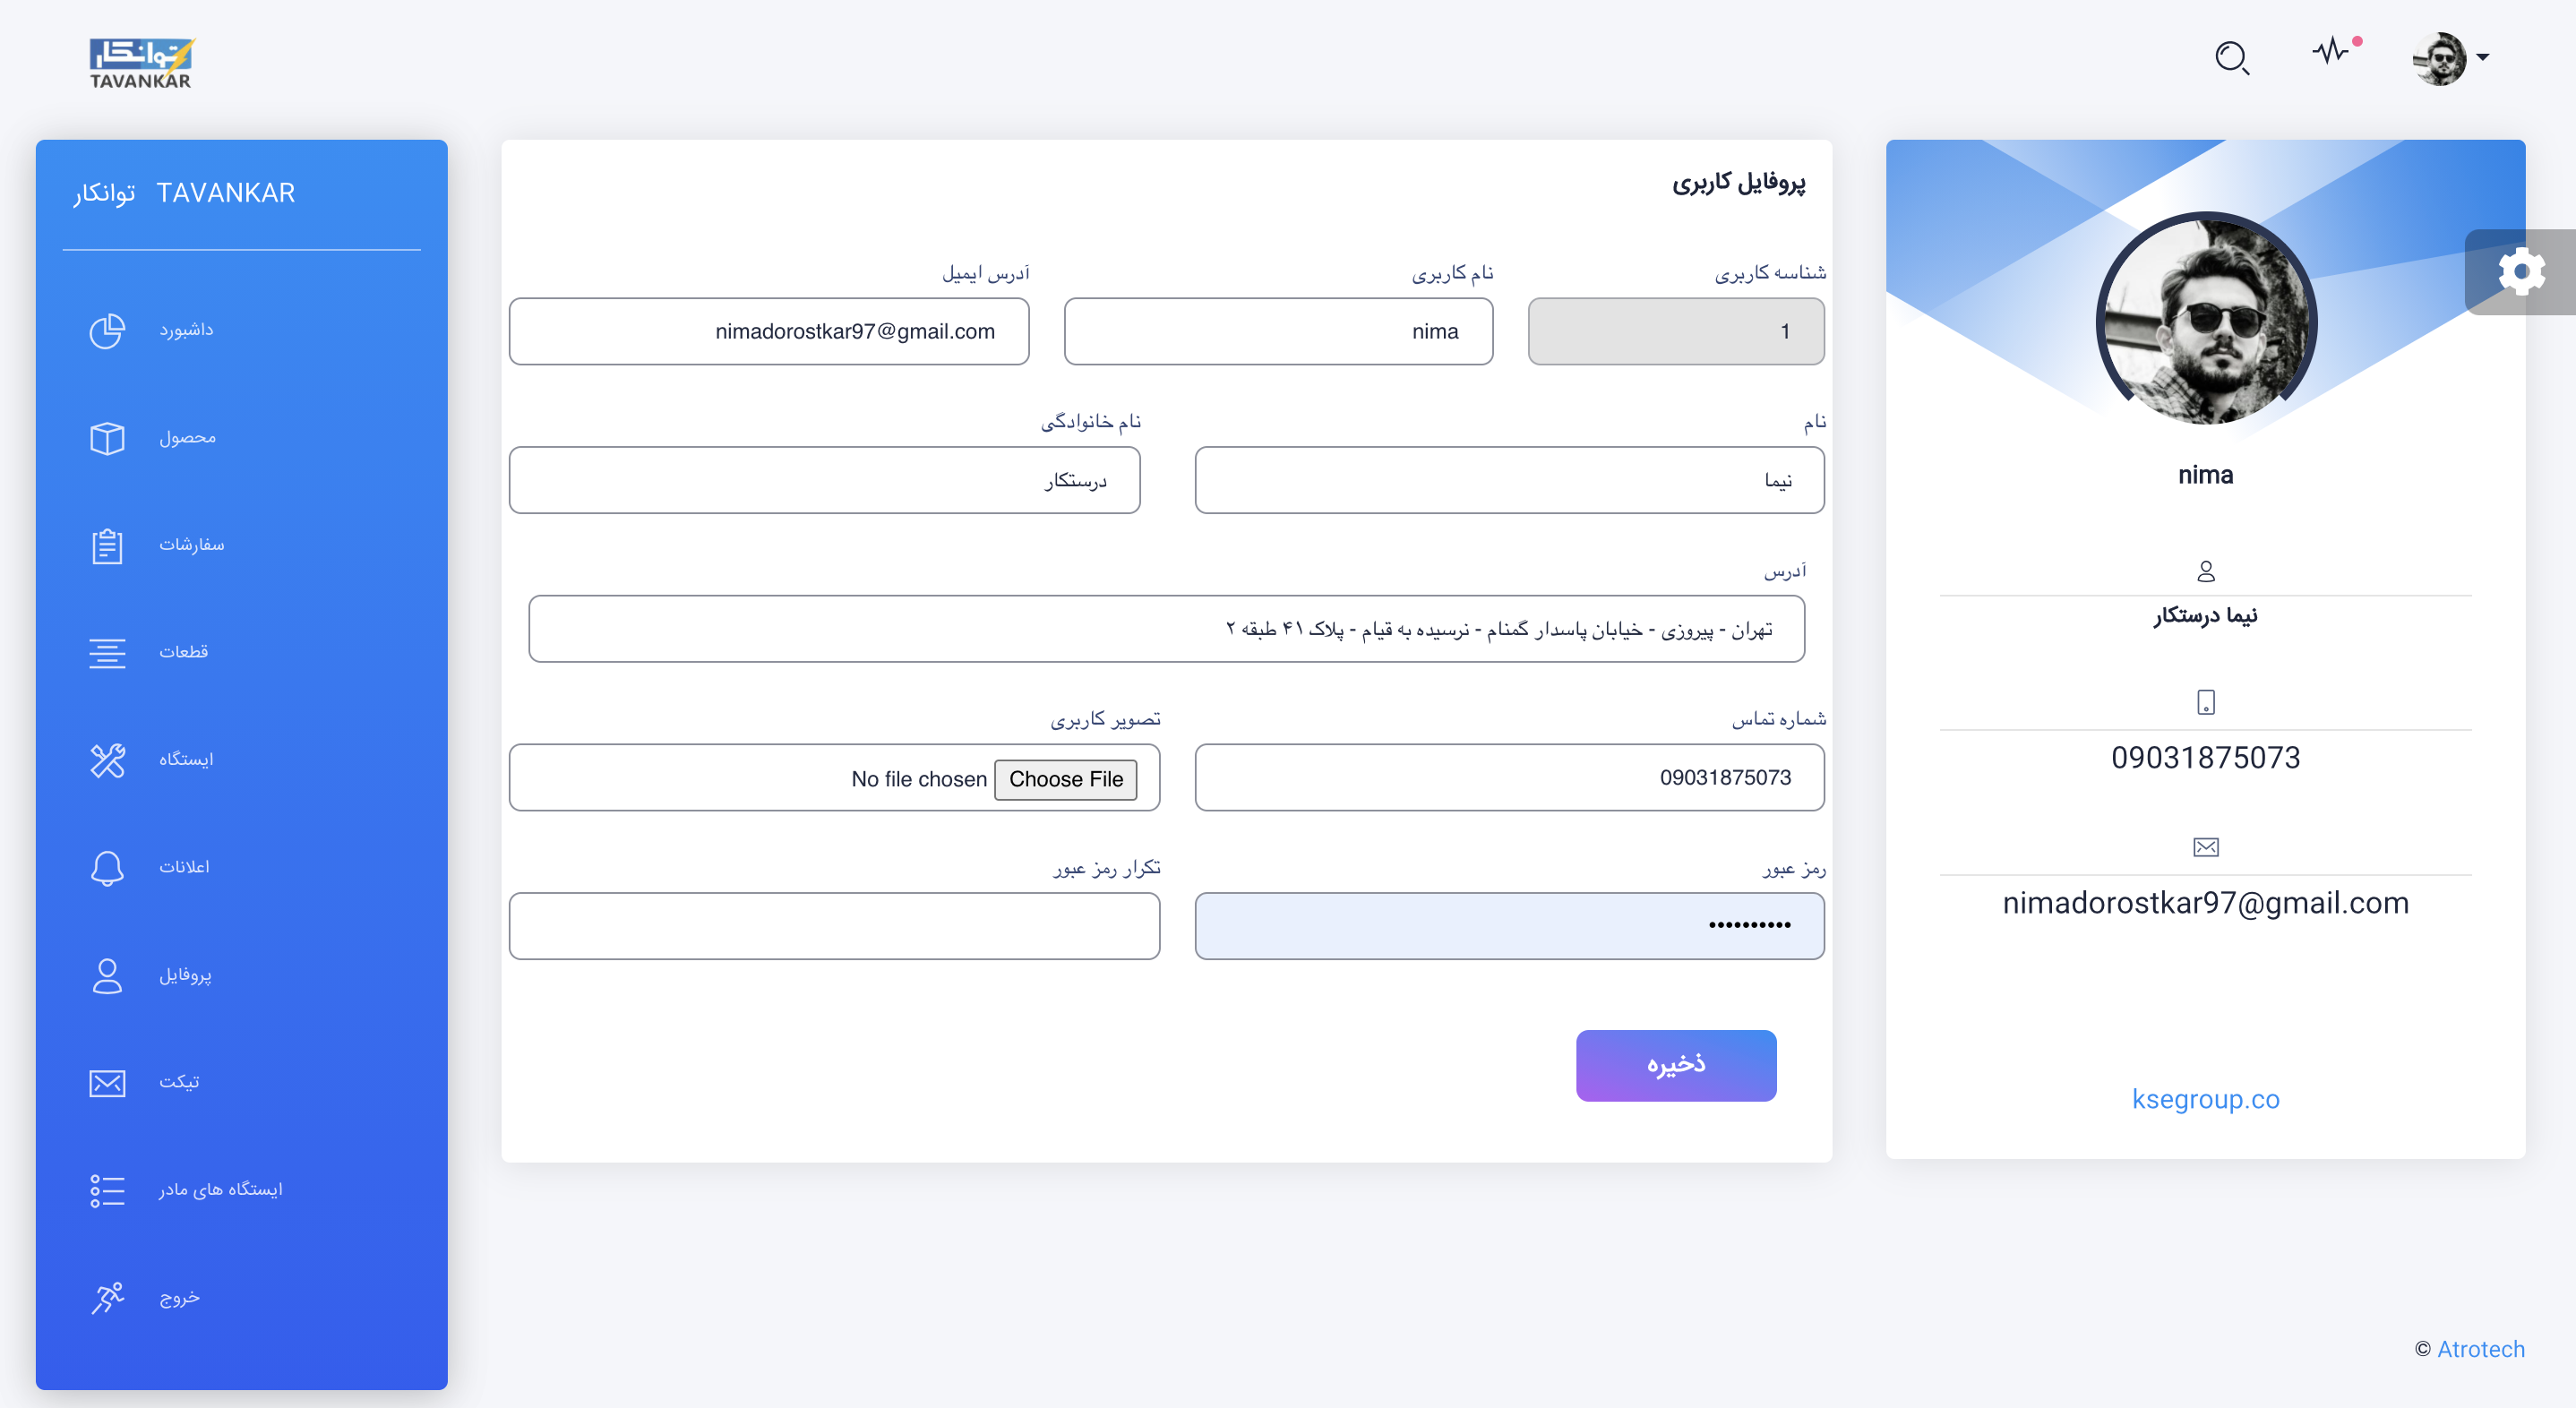 توانکار
TAVANKAR
توانکار TAVANKAR
داشبورد
محصول
سفارشات
قطعات
ایستگاه
اعلانات
پروفایل
تیکت
ایستگاه های مادر
خروج
پروفایل کاربری
شناسه کاربری
1
نام کاربری
nima
آدرس ایمیل
nimadorostkar97@gmail.com
نام
نیما
نام خانوادگی
درستکار
آدرس
تهران - پیروزی - خیابان پاسدار گمنام - نرسیده به قیام - پلاک ۴۱ طبقه ۲
شماره تماس
09031875073
تصویر کاربری
Choose File No file chosen
رمز عبور
••••••••••
تکرار رمز عبور
ذخیره
nima
نیما درستکار
09031875073
nimadorostkar97@gmail.com
ksegroup.co
© Atrotech